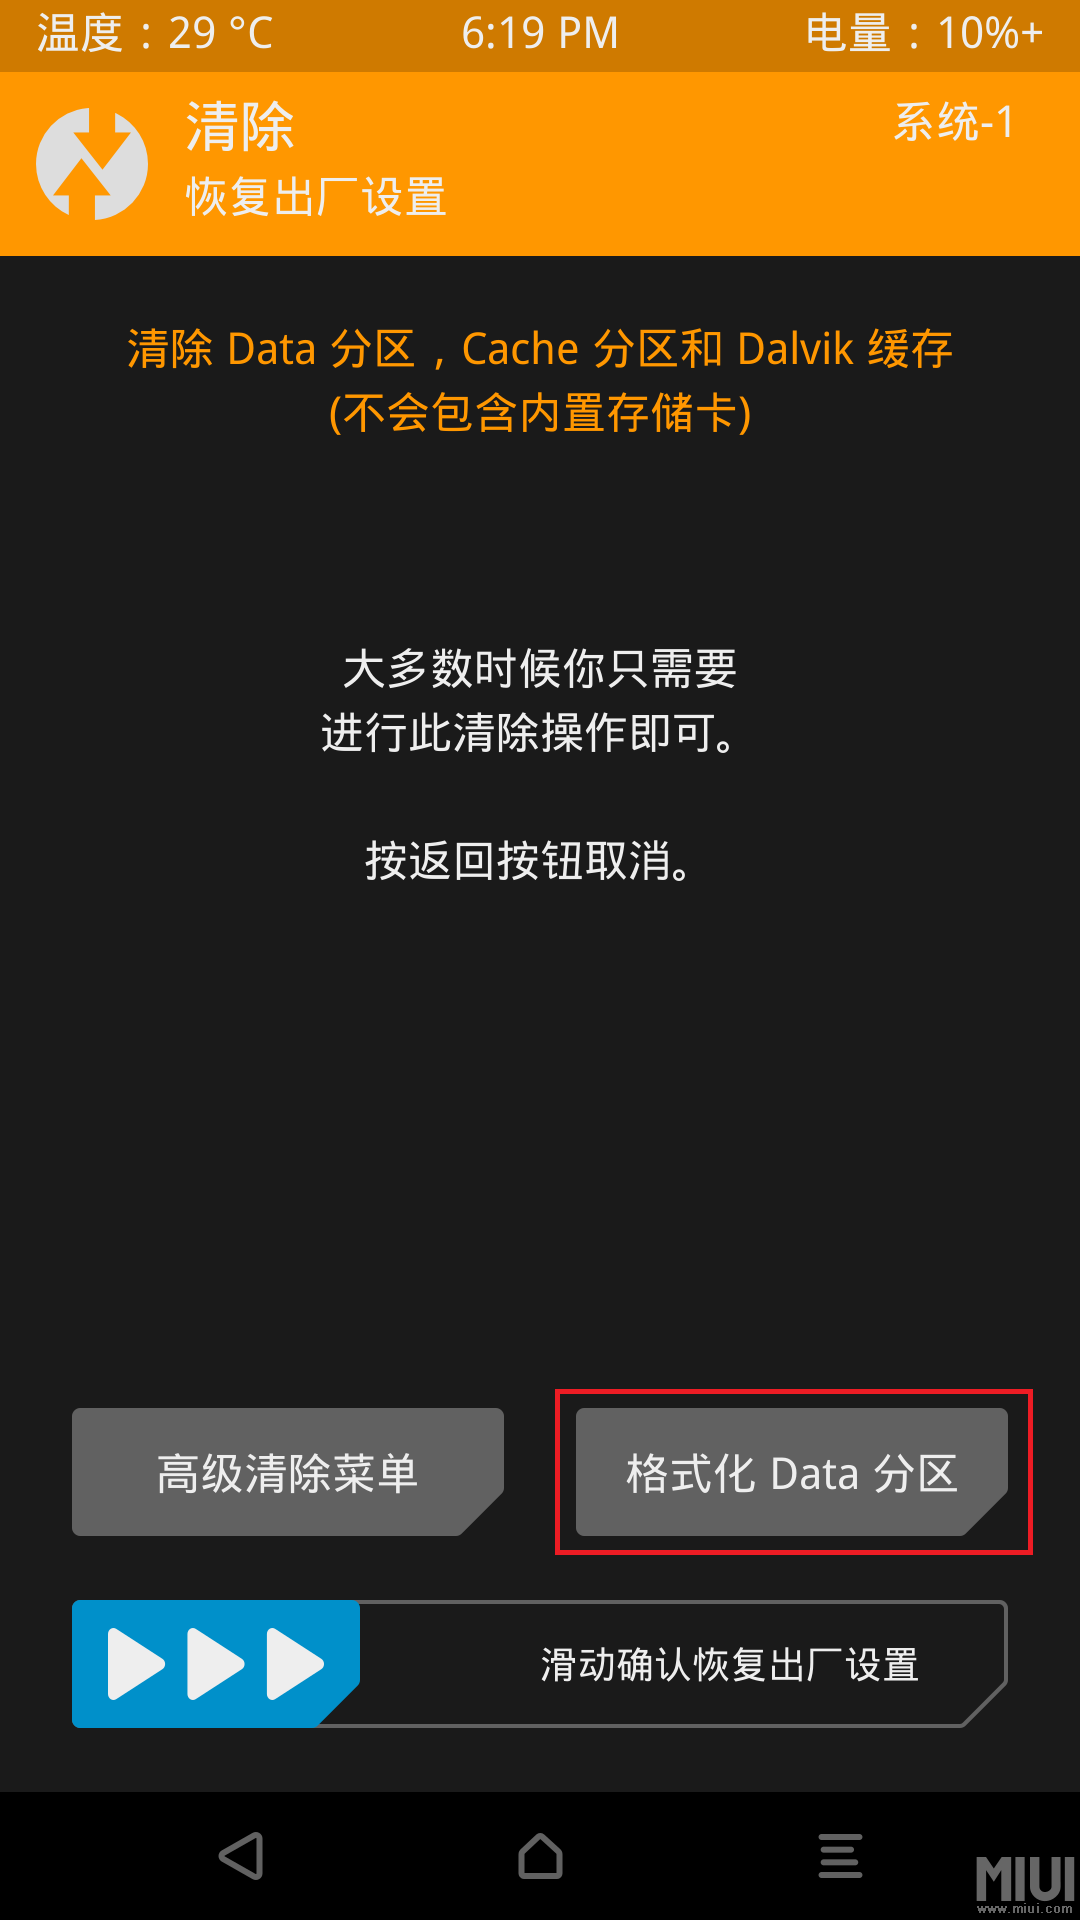 温度：29 °C
6:19 PM
电量：10%+
清除
系统-1
恢复出厂设置
清除 Data 分区，Cache 分区和 Dalvik 缓存
(不会包含内置存储卡)
大多数时候你只需要
进行此清除操作即可。
按返回按钮取消。
高级清除菜单
格式化 Data 分区
滑动确认恢复出厂设置
MIUI
www.miui.com